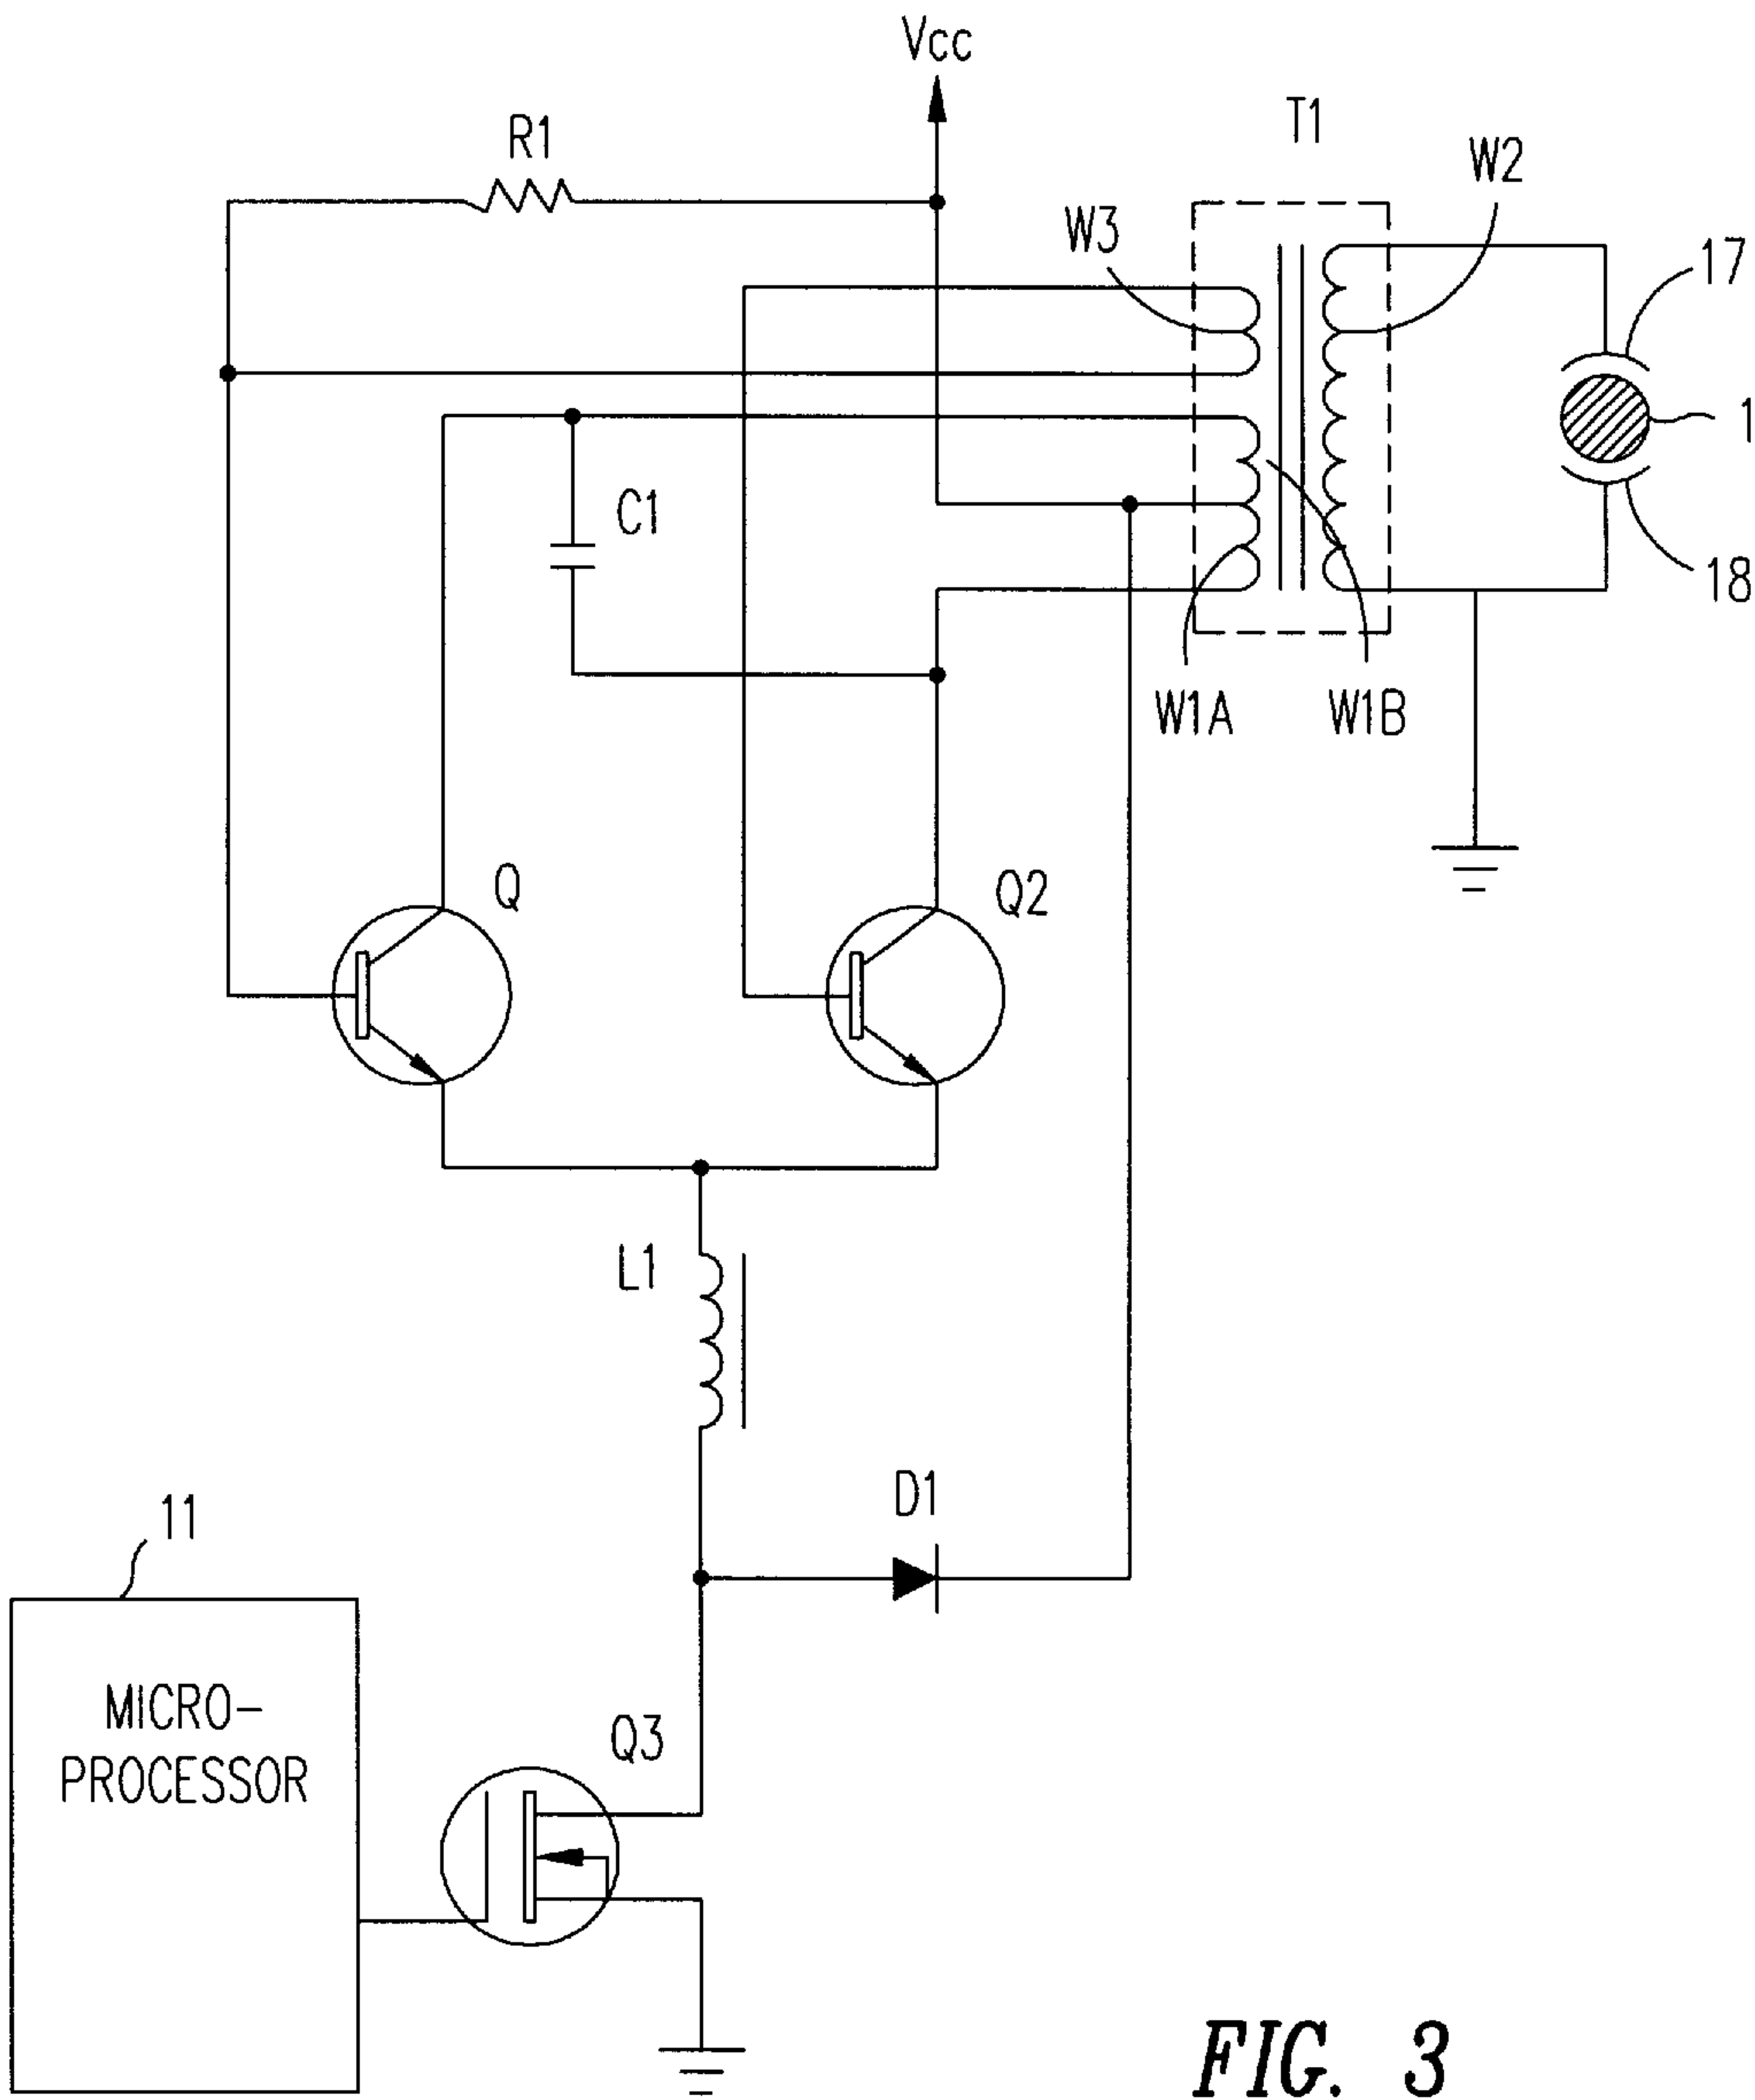 Vcc
R1
T1
W2
W3
17
1
C1
18
W1A
W1B
Q
Q2
L1
D1
11
MICRO-
PROCESSOR
Q3
FIG. 3